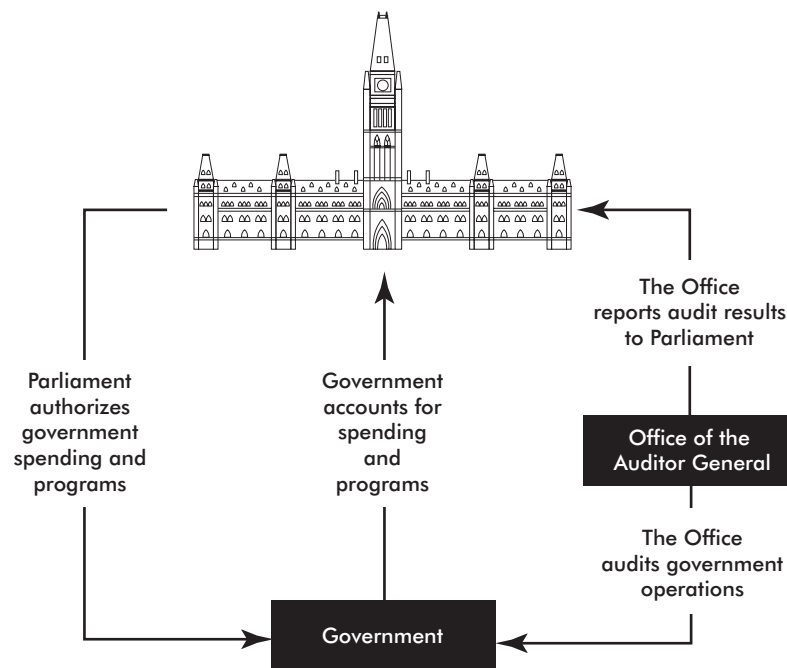 The Office
reports audit results
to Parliament
Parliament
authorizes
government
spending and
programs
Government
accounts for
spending
and
programs
Office of the
Auditor General
The Office
audits government
operations
Government